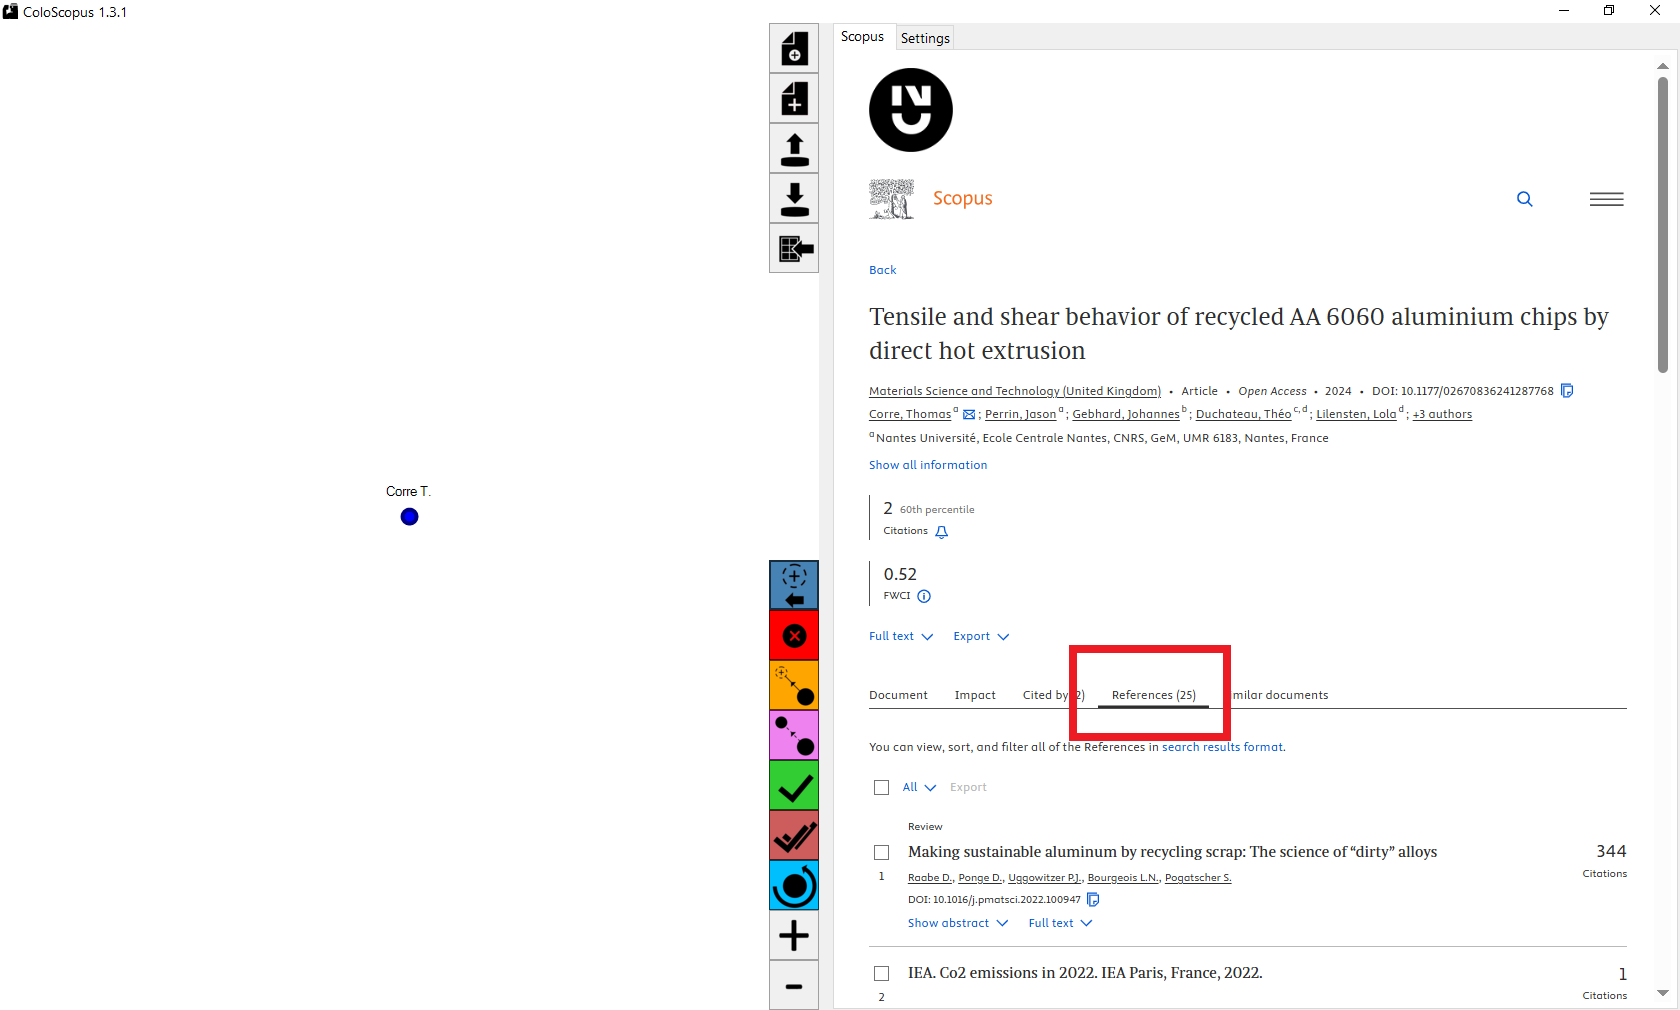 ColoScopus 1.3.1
Scopus
Settings
Corre T.
IN
U
Scopus
Back
Tensile and shear behavior of recycled AA 6060 aluminium chips by
direct hot extrusion
Materials Science and Technology (United Kingdom) • Article • Open Access • 2024 • DOI: 10.1177/02670836241287768
Corre, Thomas a ; Perrin, Jason a ; Gebhard, Johannes b ; Duchateau, Théo c, d ; Lilensten, Lola d ; +3 authors
a Nantes Université, Ecole Centrale Nantes, CNRS, GeM, UMR 6183, Nantes, France
Show all information
2 60th percentile
Citations
0.52
FWCI
Full text Export
Document Impact Cited by 2) References (25) milar documents
You can view, sort, and filter all of the References in search results format.
All Export
Review
Making sustainable aluminum by recycling scrap: The science of “dirty” alloys 344
1 Raabe D., Ponge D., Uggowitzer P.J., Bourgeois L.N., Pogatscher S. Citations
DOI: 10.1016/j.pmatsci.2022.100947
Show abstract Full text
IEA. Co2 emissions in 2022. IEA Paris, France, 2022. 1
2 Citations